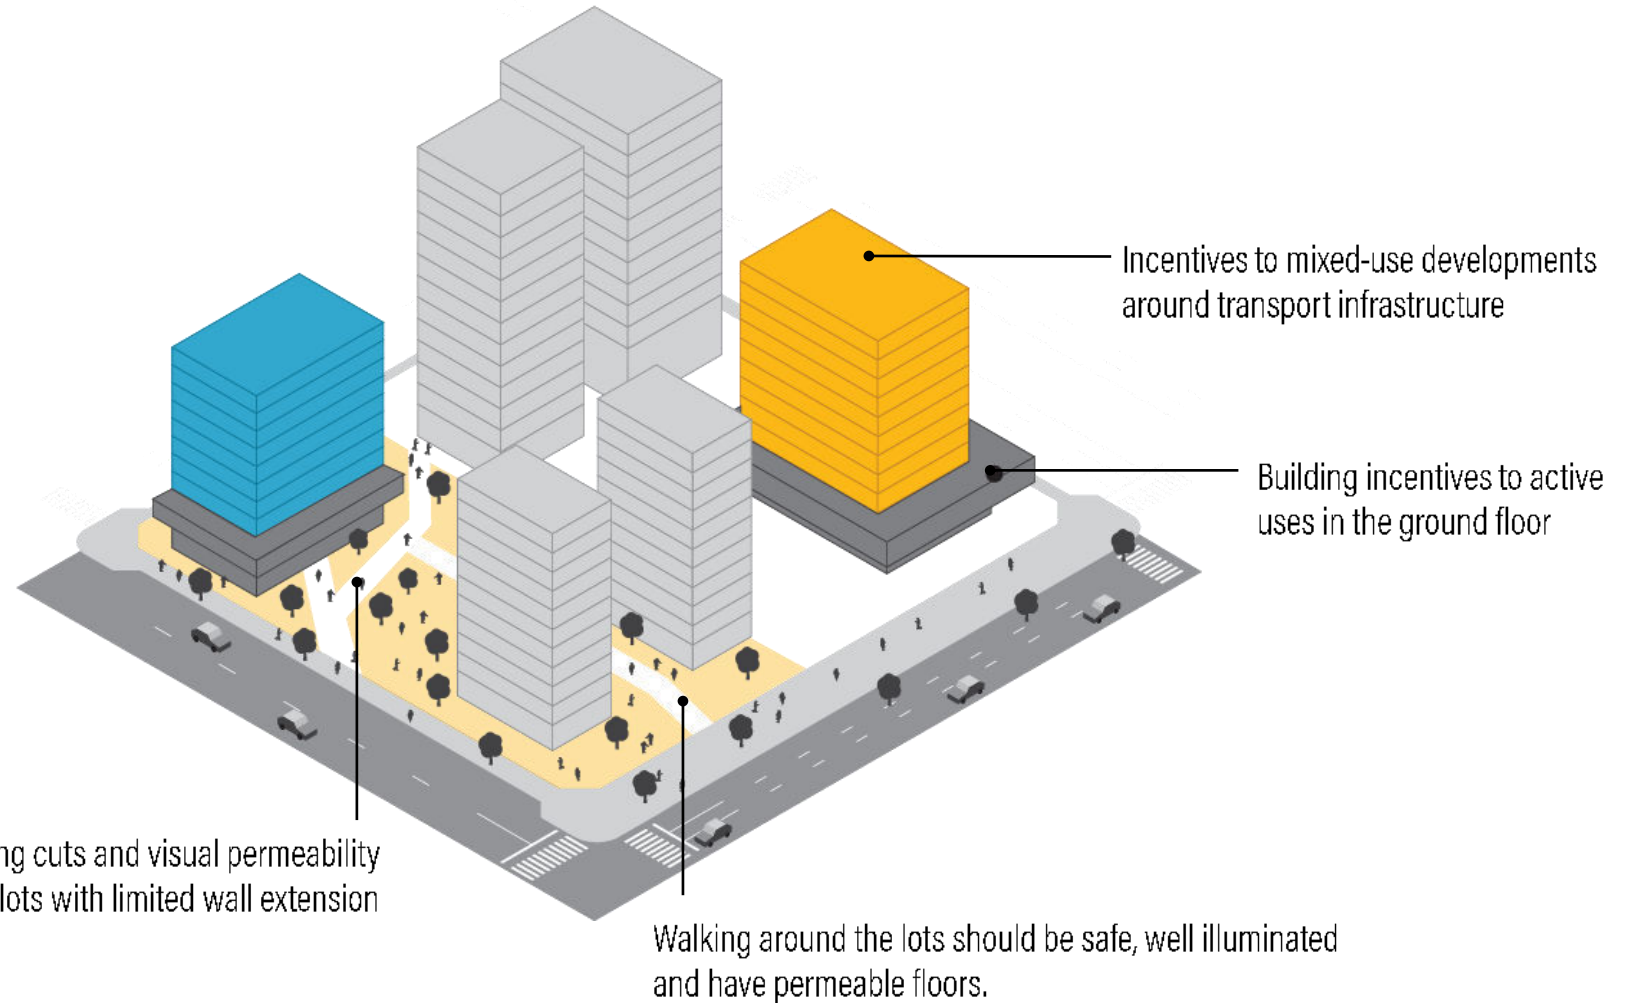 Incentives to mixed-use developments
around transport infrastructure
Building incentives to active
uses in the ground floor
cuts and visual permeability
lots with limited wall extension
Walking around the lots should be safe, well illuminated
and have permeable floors.